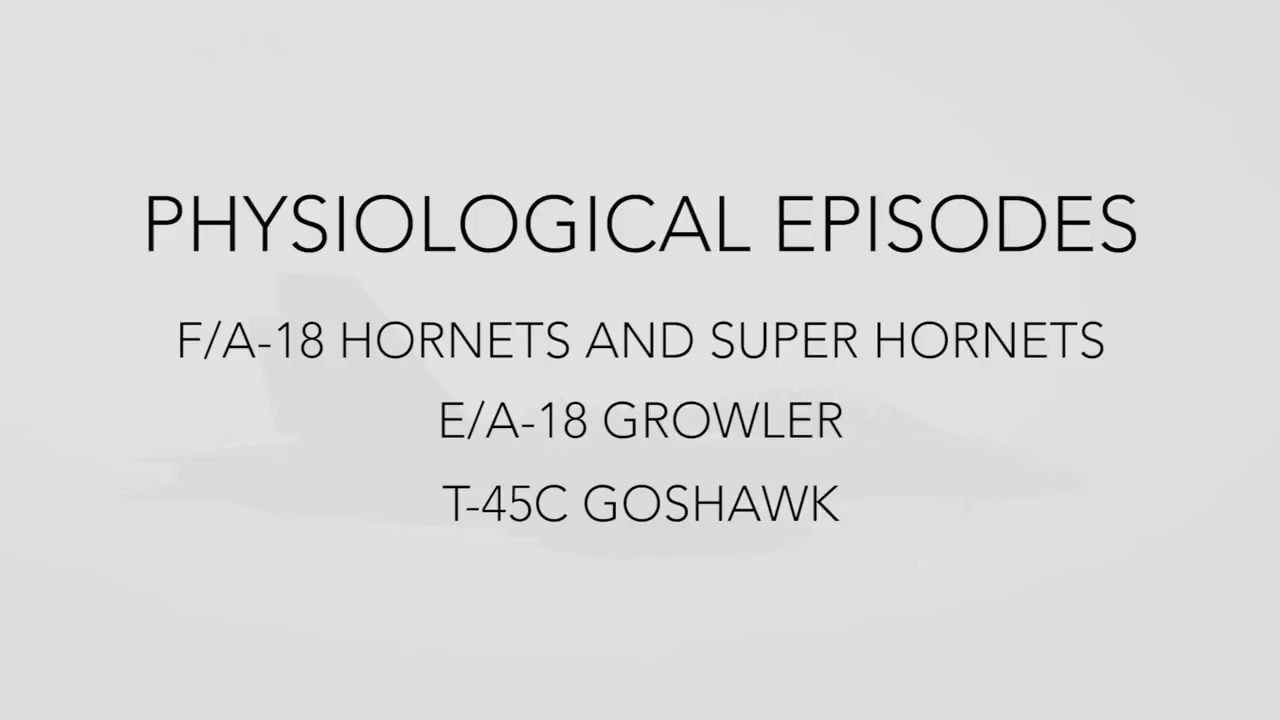 PHYSIOLOGICAL EPISODES
F/A-18 HORNETS AND SUPER HORNETS
E/A-18 GROWLER
T-45C GOSHAWK